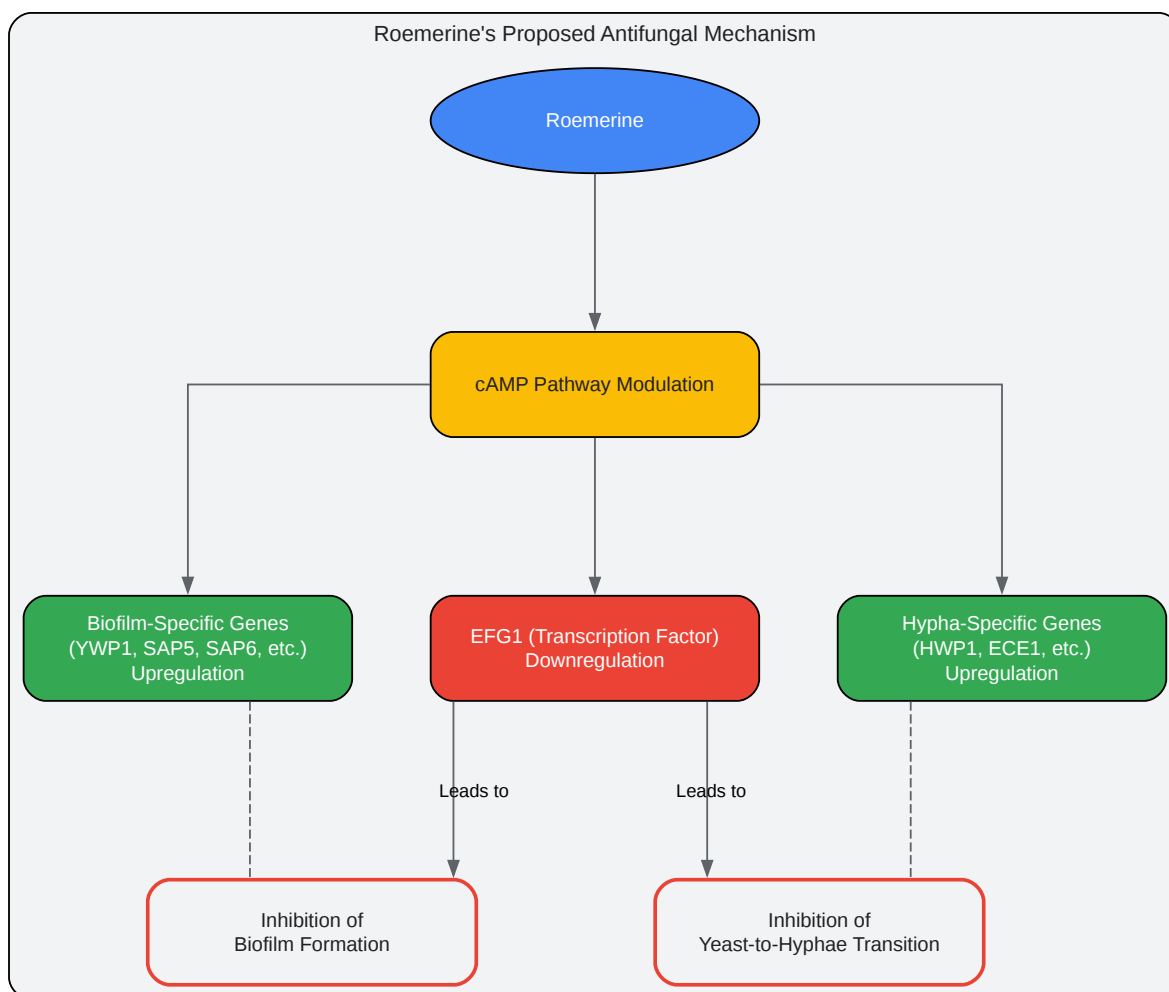 Roemerine's Proposed Antifungal Mechanism
Roemerine
cAMP Pathway Modulation
Biofilm-Specific Genes
(YWP1, SAP5, SAP6, etc.)
Upregulation
EFG1 (Transcription Factor)
Downregulation
Hypha-Specific Genes
(HWP1, ECE1, etc.)
Upregulation
Leads to
Leads to
Inhibition of
Biofilm Formation
Inhibition of
Yeast-to-Hyphae Transition